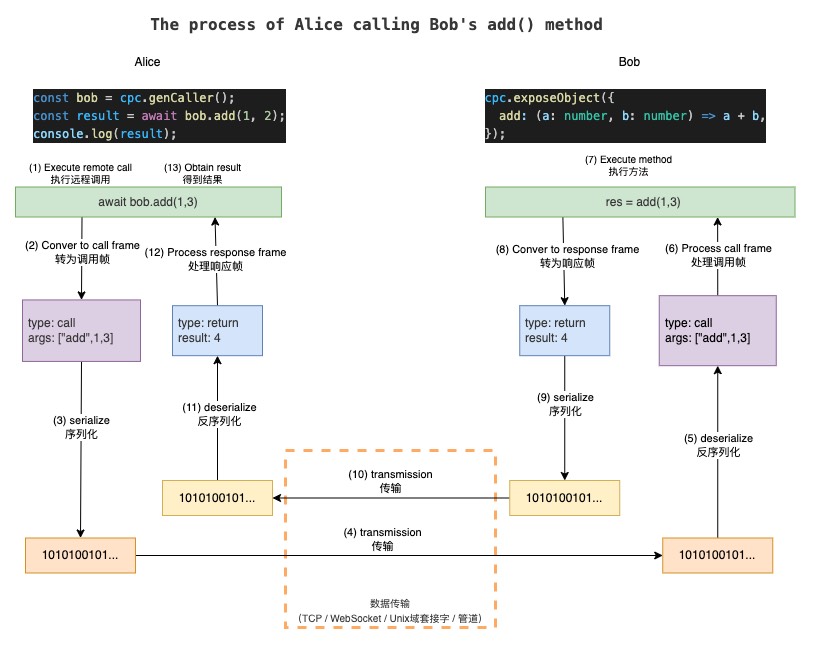 The process of Alice calling Bob's add() method
Alice
Bob
const bob = cpc.genCaller();
const result = await bob.add(1, 2);
console.log(result);
cpc.exposeObject({
add: (a: number, b: number) => a + b,
});
(1) Execute remote call
执行远程调用
(13) Obtain result
得到结果
(7) Execute method
执行方法
await bob.add(1,3)
res = add(1,3)
(2) Conver to call frame
转为调用帧
(12) Process response frame
处理响应帧
(8) Conver to response frame
转为响应帧
(6) Process call frame
处理调用帧
type: call
args: ["add",1,3]
type: return
result: 4
type: return
result: 4
type: call
args: ["add",1,3]
(3) serialize
序列化
(11) deserialize
反序列化
(9) serialize
序列化
(5) deserialize
反序列化
(10) transmission
传输
1010100101...
1010100101...
(4) transmission
传输
1010100101...
1010100101...
数据传输
（TCP / WebSocket / Unix域套接字 / 管道）